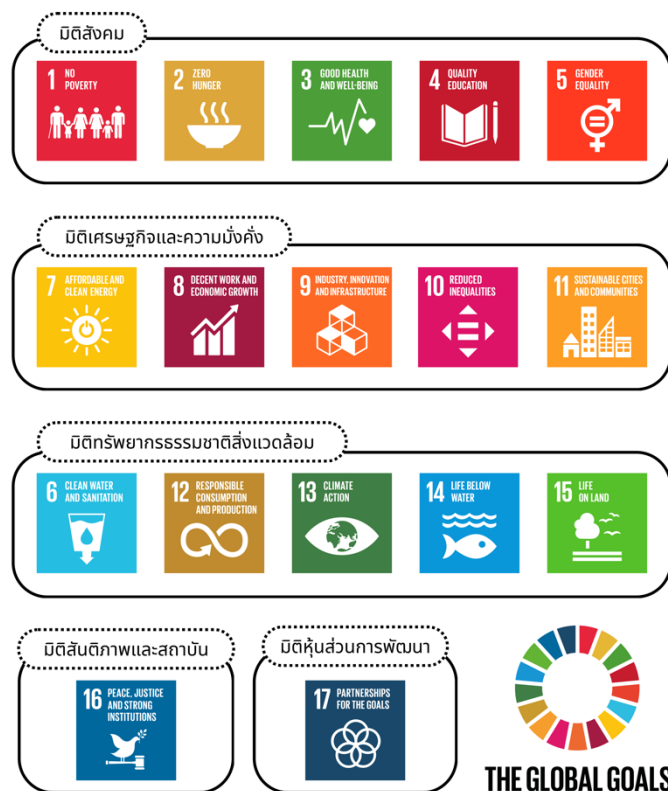 มิติสังคม
1 NO
POVERTY
2 ZERO
HUNGER
3 GOOD HEALTH
AND WELL-BEING
4 QUALITY
EDUCATION
5 GENDER
EQUALITY
มิติเศรษฐกิจและความมั่งคั่ง
7 AFFORDABLE AND
CLEAN ENERGY
8 DECENT WORK AND
ECONOMIC GROWTH
9 INDUSTRY, INNOVATION
AND INFRASTRUCTURE
10 REDUCED
INEQUALITIES
11 SUSTAINABLE CITIES
AND COMMUNITIES
มิติทรัพยากรธรรมชาติสิ่งแวดล้อม
6 CLEAN WATER
AND SANITATION
12 RESPONSIBLE
CONSUMPTION
AND PRODUCTION
13 CLIMATE
ACTION
14 LIFE BELOW
WATER
15 LIFE
ON LAND
มิติสันติภาพและสถาบัน
16 PEACE, JUSTICE
AND STRONG
INSTITUTIONS
มิติหุ้นส่วนการพัฒนา
17 PARTNERSHIPS
FOR THE GOALS
THE GLOBAL GOALS